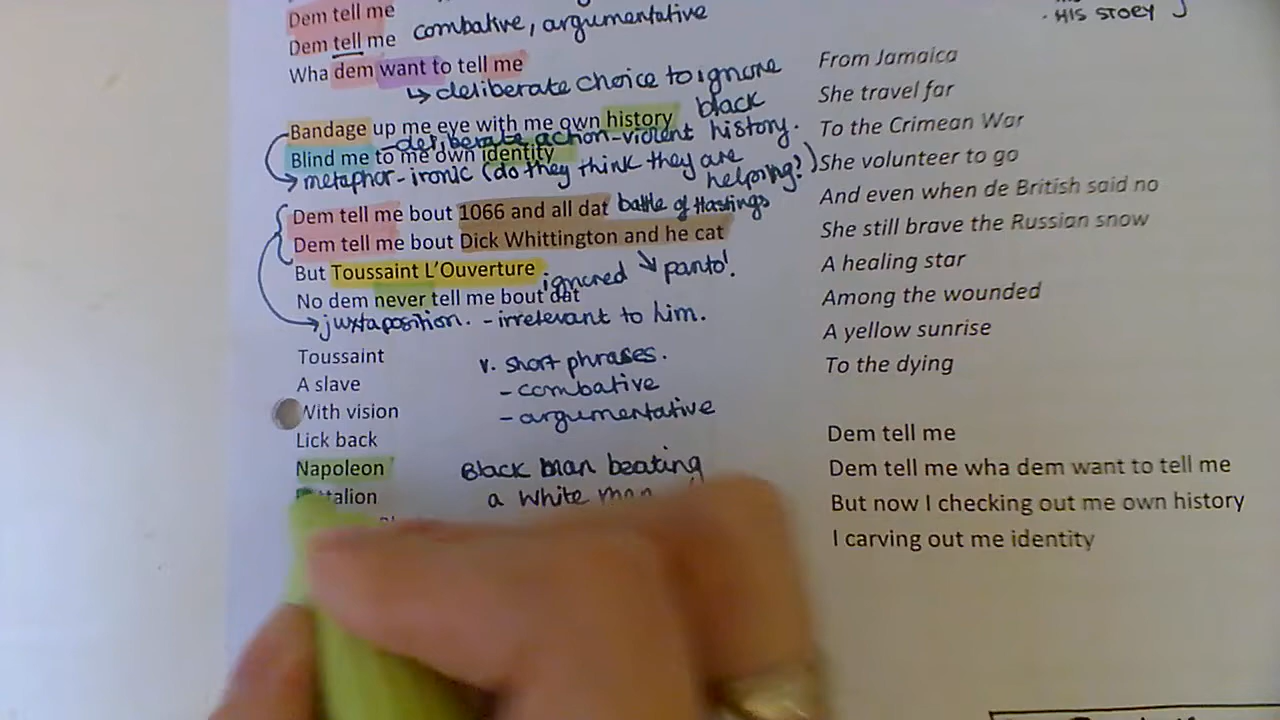 Dem tell me
Dem tell me combative, argumentative
Wha dem want to tell me
↳ deliberate choice to ignore
black
Bandage up me eye with me own history
- deliberate action - violent history.
Blind me to me own identity
→ metaphor - ironic (do they think they are
helping?)
Dem tell me bout 1066 and all dat battle of Hastings
Dem tell me bout Dick Whittington and he cat
But Toussaint L'Ouverture ignored ↘ panto!
No dem never tell me bout dat
→ juxtaposition. - irrelevant to him.
Toussaint
A slave
With vision
Lick back
Napoleon
v. short phrases.
- combative
- argumentative
Black man beating
a white man
· HIS STORY
From Jamaica
She travel far
To the Crimean War
She volunteer to go
And even when de British said no
She still brave the Russian snow
A healing star
Among the wounded
A yellow sunrise
To the dying
Dem tell me
Dem tell me wha dem want to tell me
But now I checking out me own history
I carving out me identity